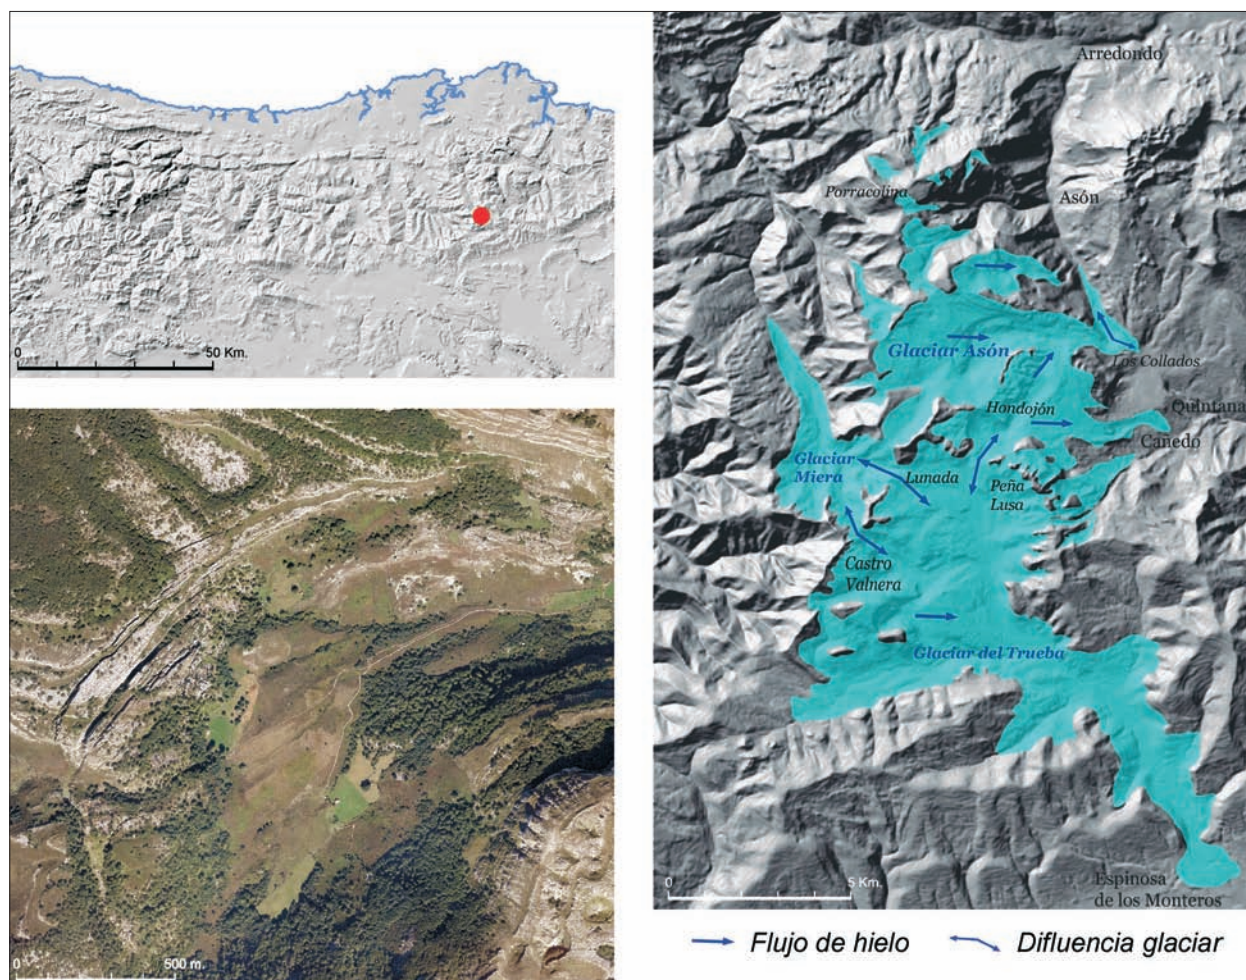 0 50 Km.
0 500 m.
Arredondo
Porracolina
Asón
Glaciar Asón
Los Collados
Hondojón
Quintana
Cañedo
Glaciar
Miera
Lunada
Peña
Lusa
Castro
Valnera
Glaciar del Trueba
0 5 Km.
Espinosa
de los Monteros
Flujo de hielo
Difluencia glaciar